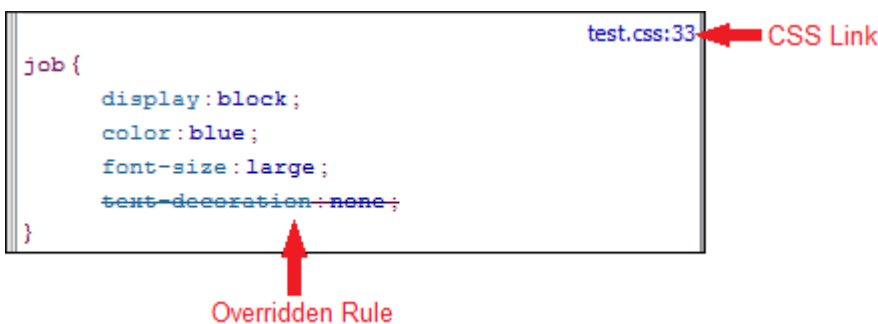 test.css:33 CSS Link
job{
display:block;
color:blue;
font-size:large;
text-decoration:none;
}
Overridden Rule